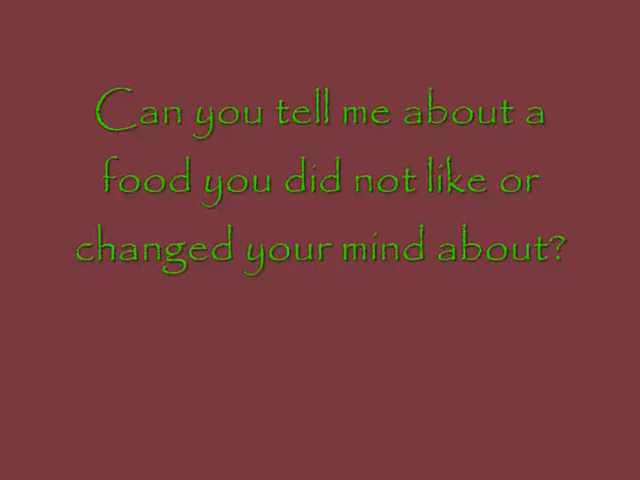 Can you tell me about a
food you did not like or
changed your mind about?